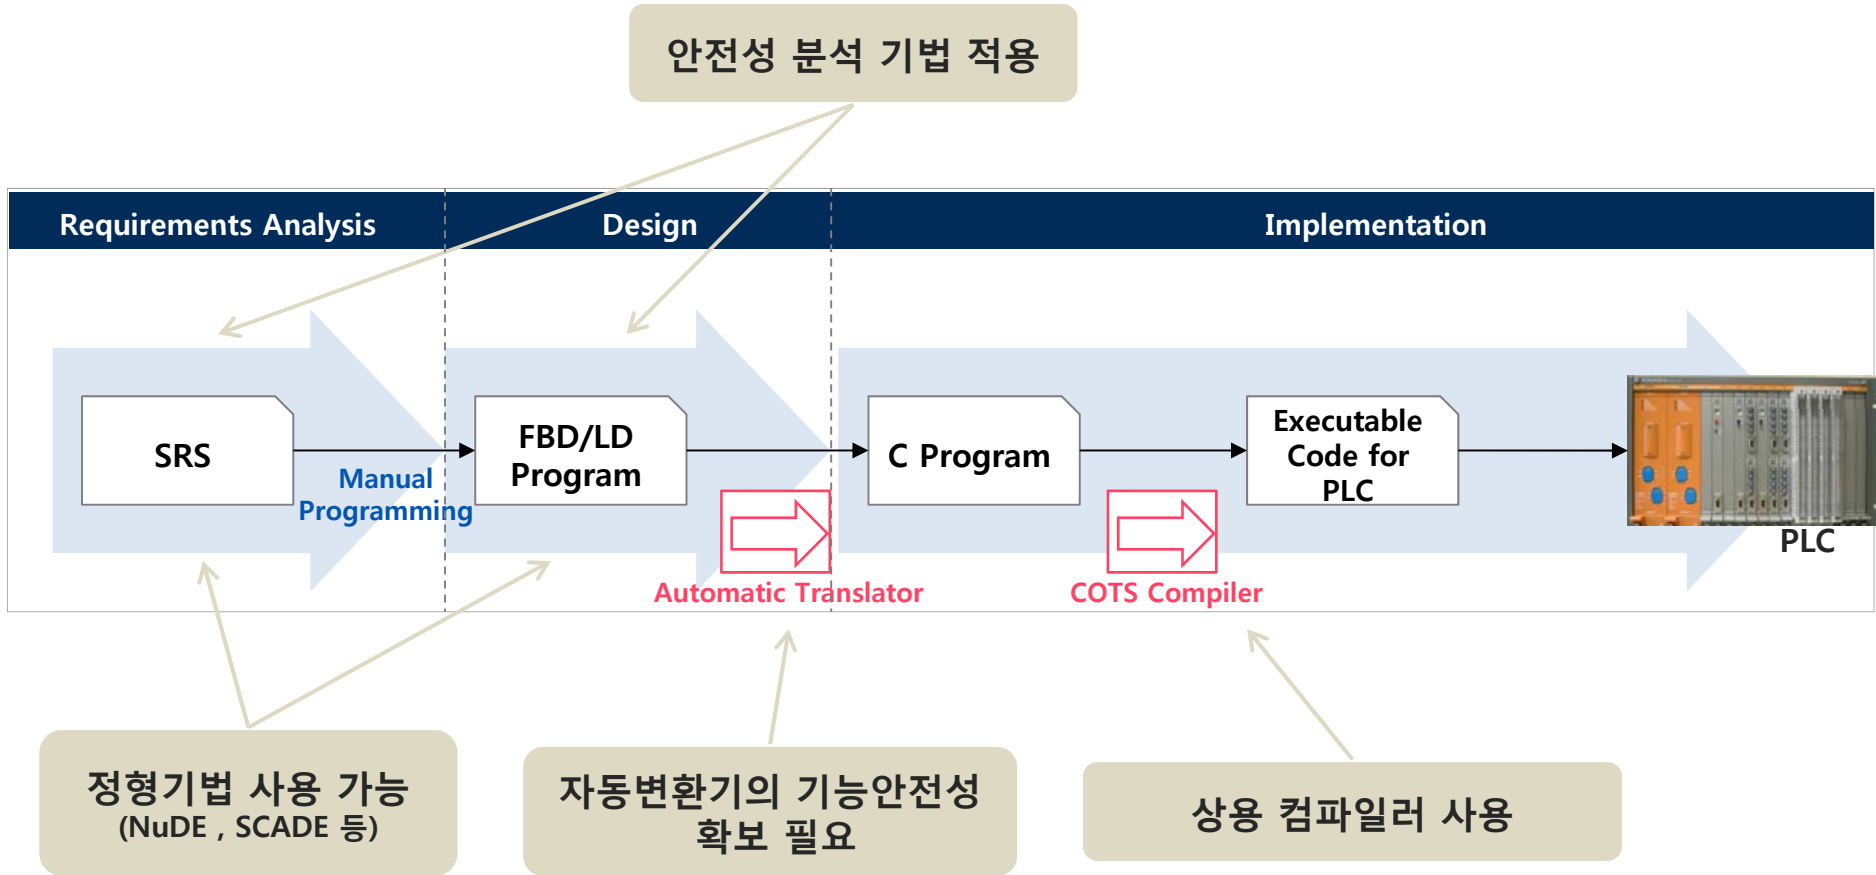 안전성 분석 기법 적용
Requirements Analysis
Design
Implementation
SRS
Manual
Programming
FBD/LD
Program
Automatic Translator
C Program
COTS Compiler
Executable
Code for
PLC
PLC
정형기법 사용 가능
(NuDE , SCADE 등)
자동변환기의 기능안전성
확보 필요
상용 컴파일러 사용